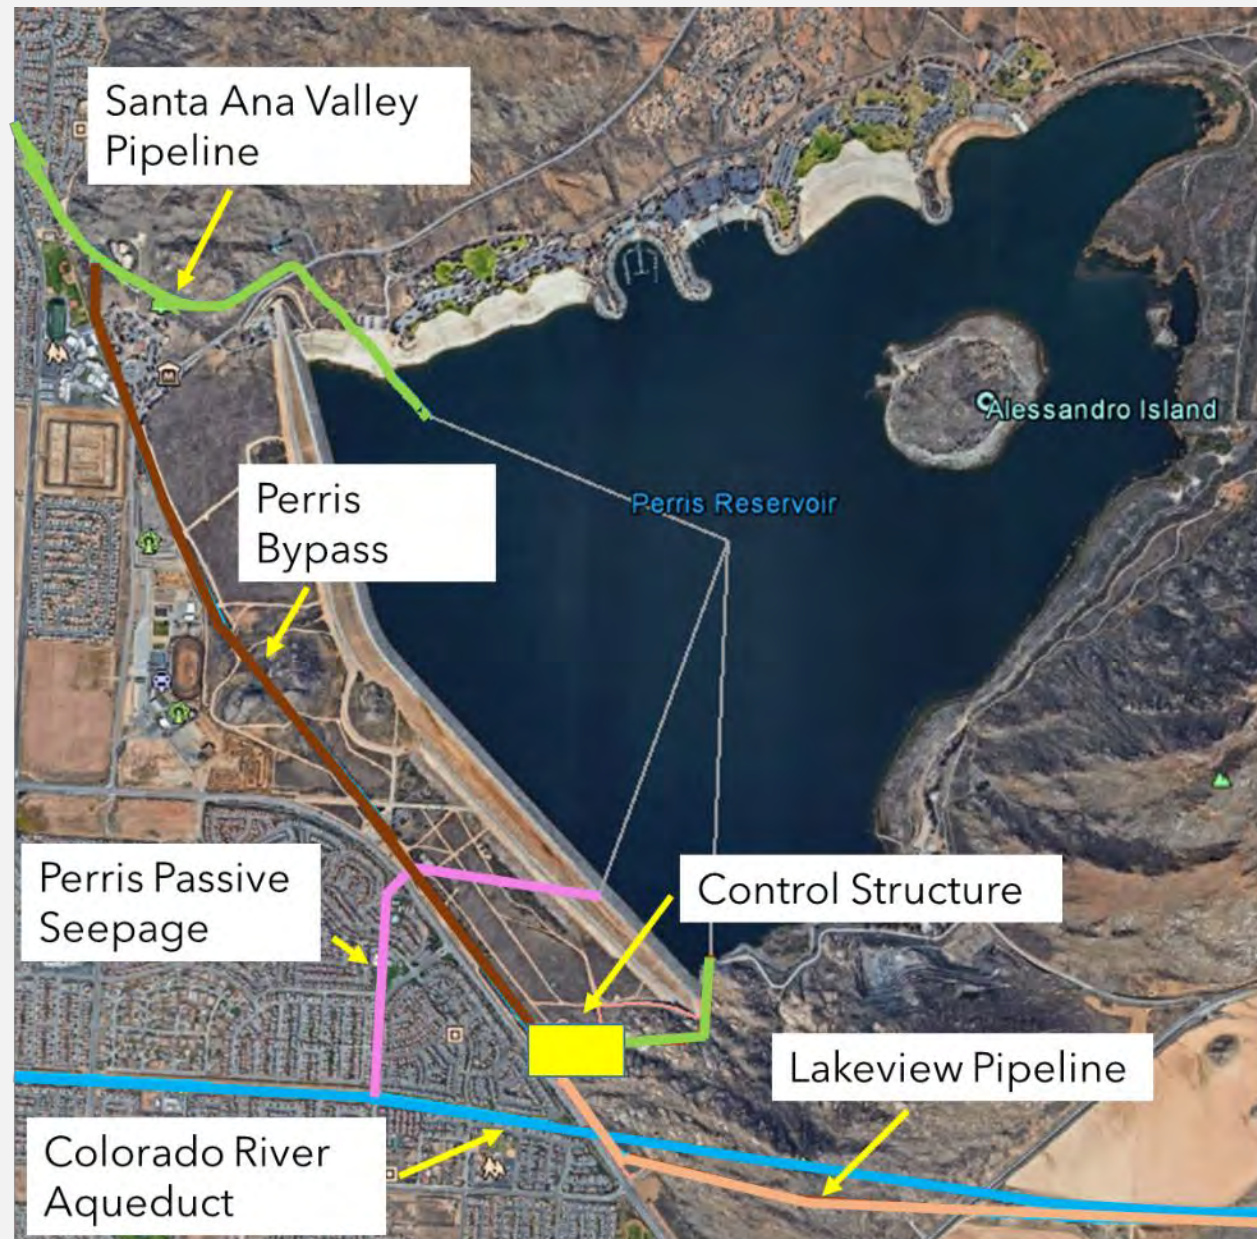 Santa Ana Valley
Pipeline
Alessandro Island
Perris Reservoir
Perris
Bypass
Perris Passive
Seepage
Control Structure
Lakeview Pipeline
Colorado River
Aqueduct